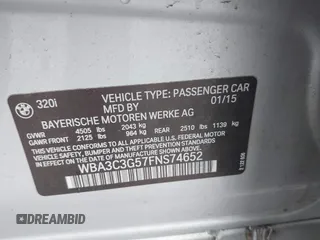 320i
VEHICLE TYPE: PASSENGER CAR
MFD BY 01/15
BAYERISCHE MOTOREN WERKE AG
GVWR 4505 lbs 2043 kg
GAWR/FRONT 2125 lbs 964 kg GAWR/REAR 2510 lbs 1139 kg
THIS VEHICLE CONFORMS TO ALL APPLICABLE
U.S. FEDERAL MOTOR VEHICLE SAFETY, BUMPER,
AND THEFT PREVENTION STANDARDS IN EFFECT
ON THE DATE OF MANUFACTURE SHOWN ABOVE.
WBA3C3G57FNS74652
DREAMBID